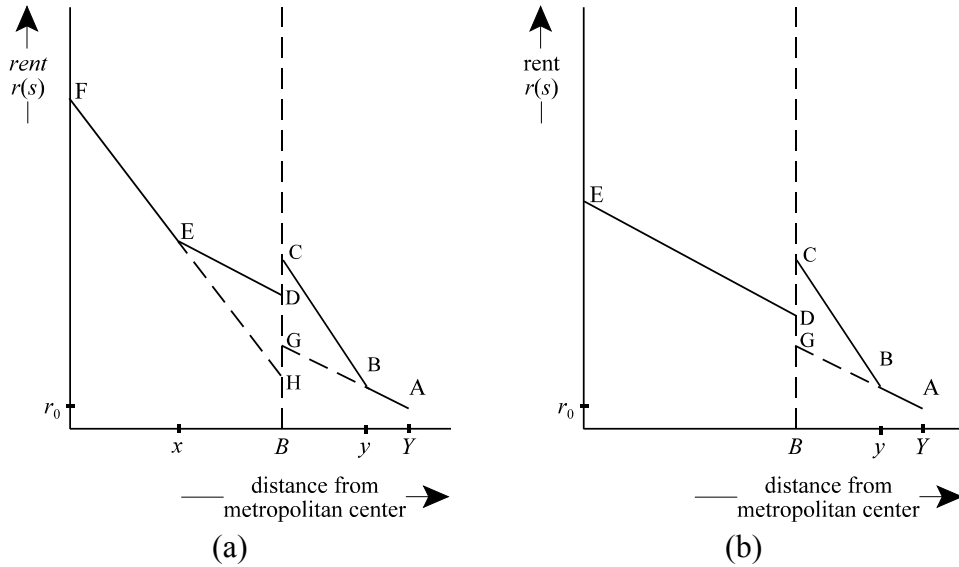 rent
r(s)
F
E
C
D
G
H
B
A
r0
x
B
y
Y
distance from
metropolitan center
(a)
rent
r(s)
E
C
D
G
B
A
r0
B
y
Y
distance from
metropolitan center
(b)